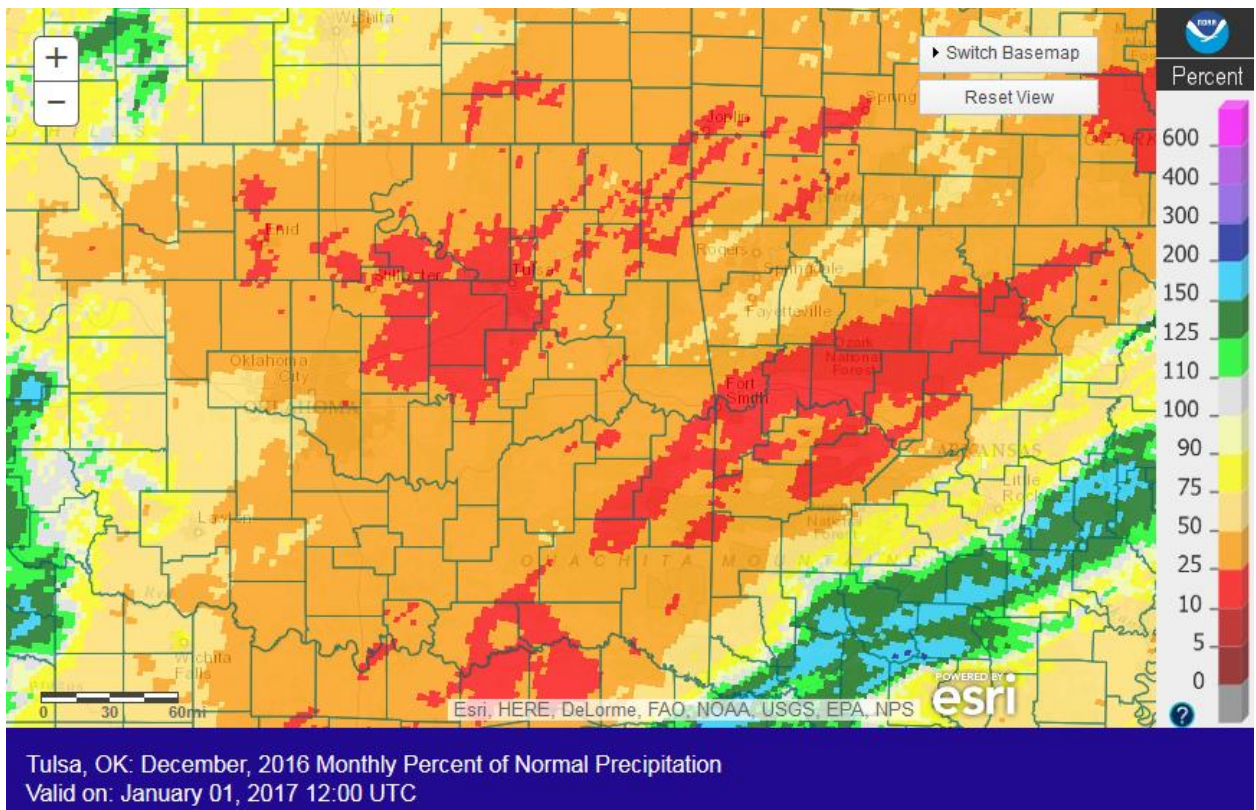 Wichita
+
−
Switch Basemap
Reset View
NOAA
Percent
600
400
300
200
150
125
110
100
90
75
50
25
10
5
0
Joplin
Spring
OZARK
Enid
Stillwater
Tulsa
Rogers
Springdale
Fayetteville
Oklahoma
City
OKLAHOMA
Ozark
National
Forest
Fort
Smith
ARKANSAS
Little
Rock
Lawton
National
Forest
OUACHITA MOUNTAINS
Wichita
Falls
0 30 60mi
Esri, HERE, DeLorme, FAO, NOAA, USGS, EPA, NPS
POWERED BY
esri
?
Tulsa, OK: December, 2016 Monthly Percent of Normal Precipitation
Valid on: January 01, 2017 12:00 UTC